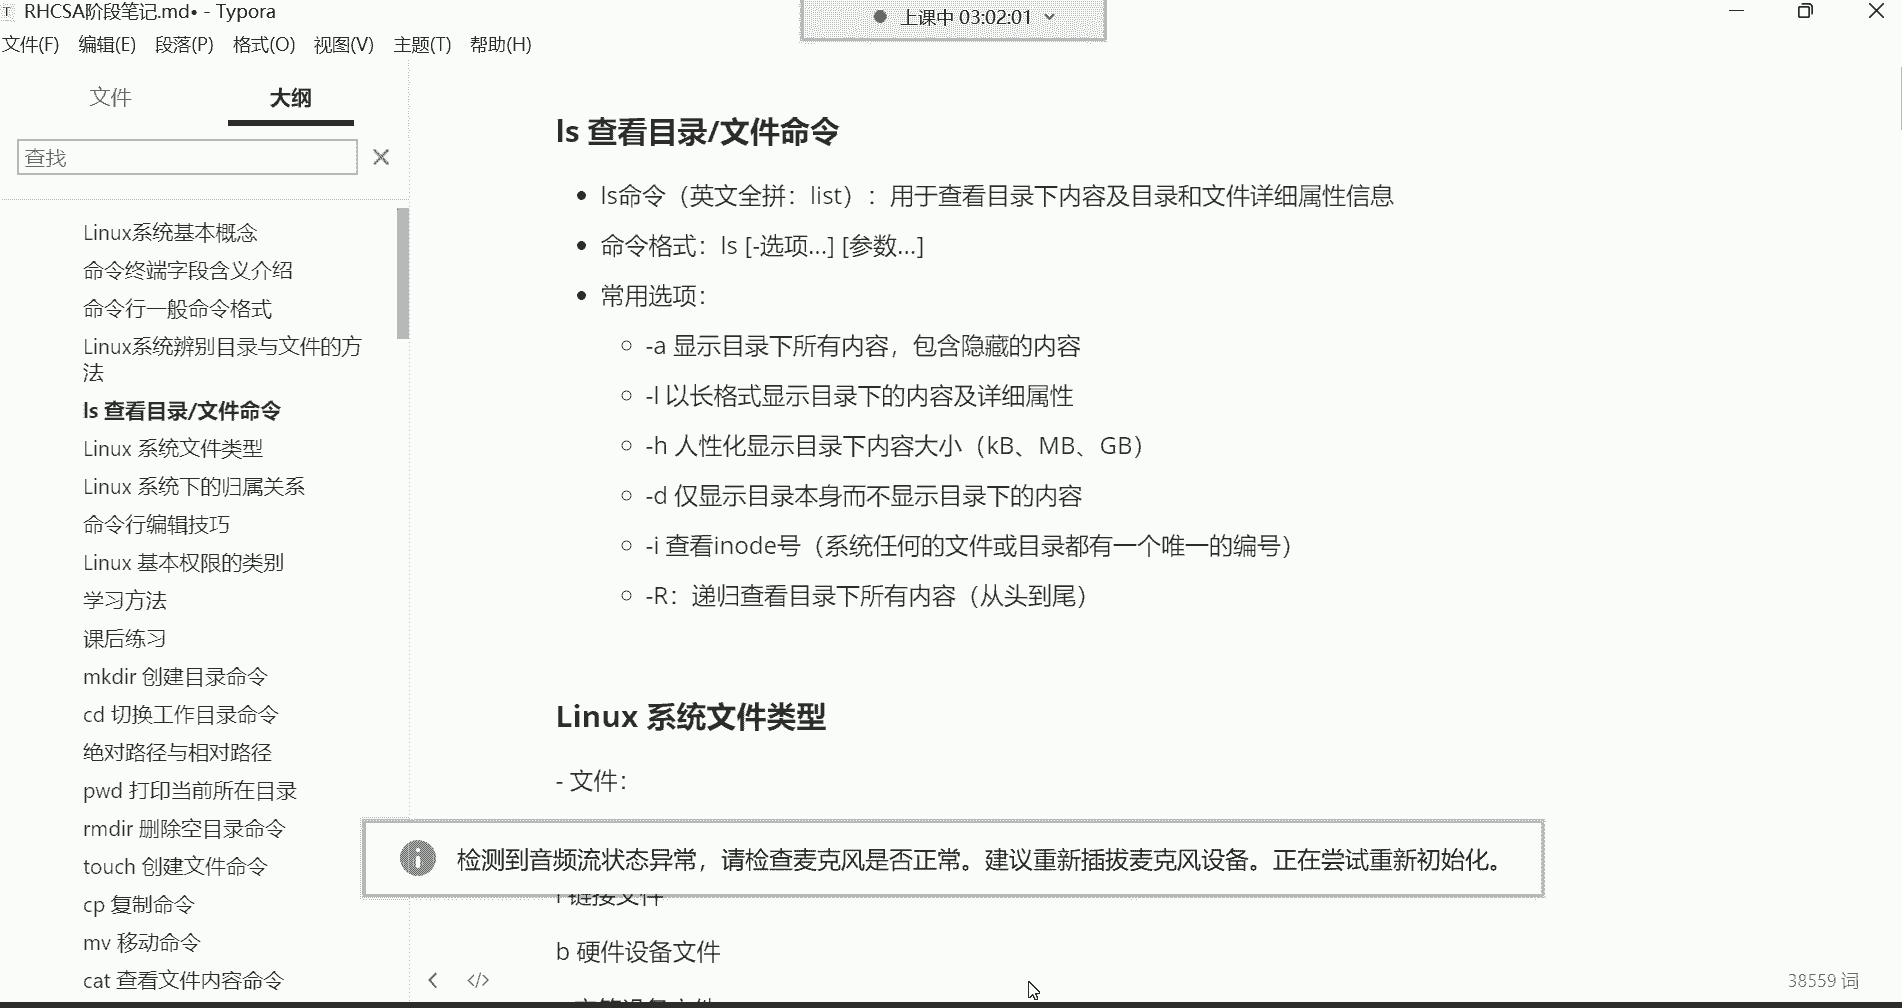 RHCSA阶段笔记.md• - Typora
上课中 03:02:01
文件(F) 编辑(E) 段落(P) 格式(O) 视图(V) 主题(T) 帮助(H)
文件 大纲
查找
Linux系统基本概念
命令终端字段含义介绍
命令行一般命令格式
Linux系统辨别目录与文件的方
法
ls 查看目录/文件命令
Linux 系统文件类型
Linux 系统下的归属关系
命令行编辑技巧
Linux 基本权限的类别
学习方法
课后练习
mkdir 创建目录命令
cd 切换工作目录命令
绝对路径与相对路径
pwd 打印当前所在目录
rmdir 删除空目录命令
touch 创建文件命令
cp 复制命令
mv 移动命令
cat 查看文件内容命令
ls 查看目录/文件命令
• ls命令（英文全拼：list）：用于查看目录下内容及目录和文件详细属性信息
• 命令格式：ls [-选项...] [参数...]
• 常用选项：
◦ -a 显示目录下所有内容，包含隐藏的内容
◦ -l 以长格式显示目录下的内容及详细属性
◦ -h 人性化显示目录下内容大小（kB、MB、GB）
◦ -d 仅显示目录本身而不显示目录下的内容
◦ -i 查看inode号（系统任何的文件或目录都有一个唯一的编号）
◦ -R：递归查看目录下所有内容（从头到尾）
Linux 系统文件类型
- 文件：
检测到音频流状态异常，请检查麦克风是否正常。建议重新插拔麦克风设备。正在尝试重新初始化。
l 链接文件
b 硬件设备文件
38559 词